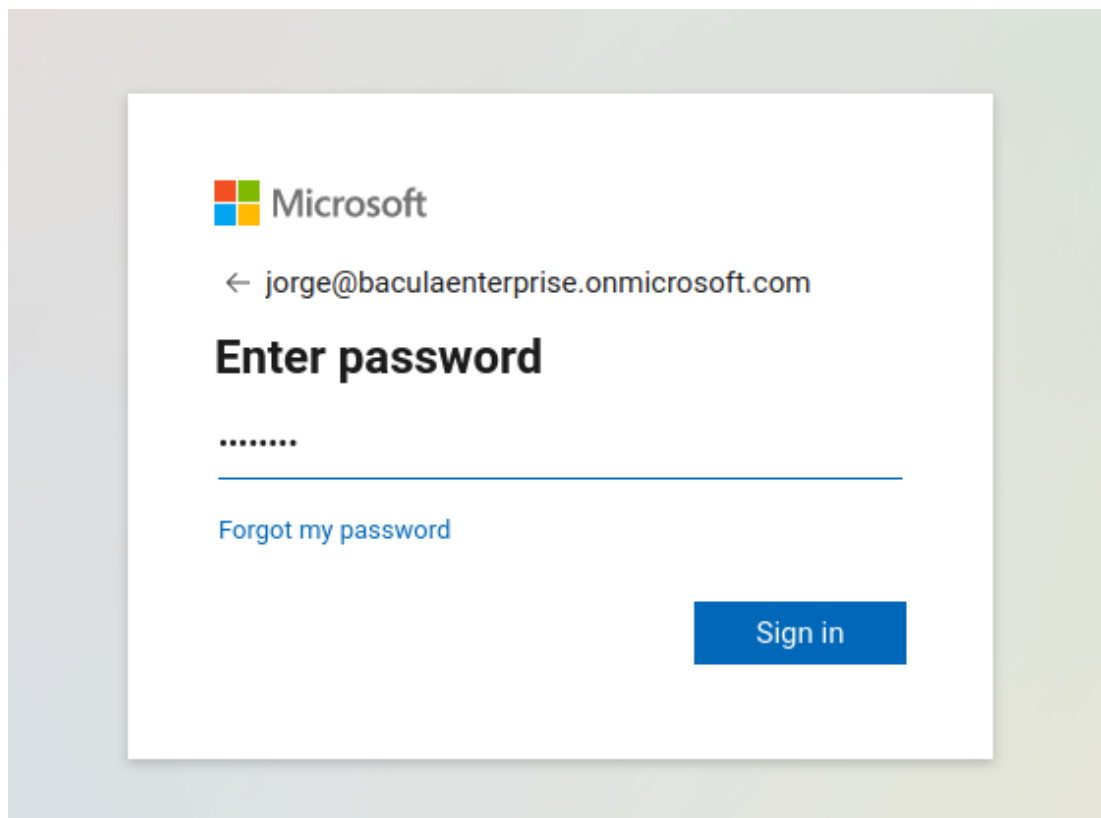 Microsoft
← jorge@baculaenterprise.onmicrosoft.com
Enter password
••••••••
Forgot my password
Sign in